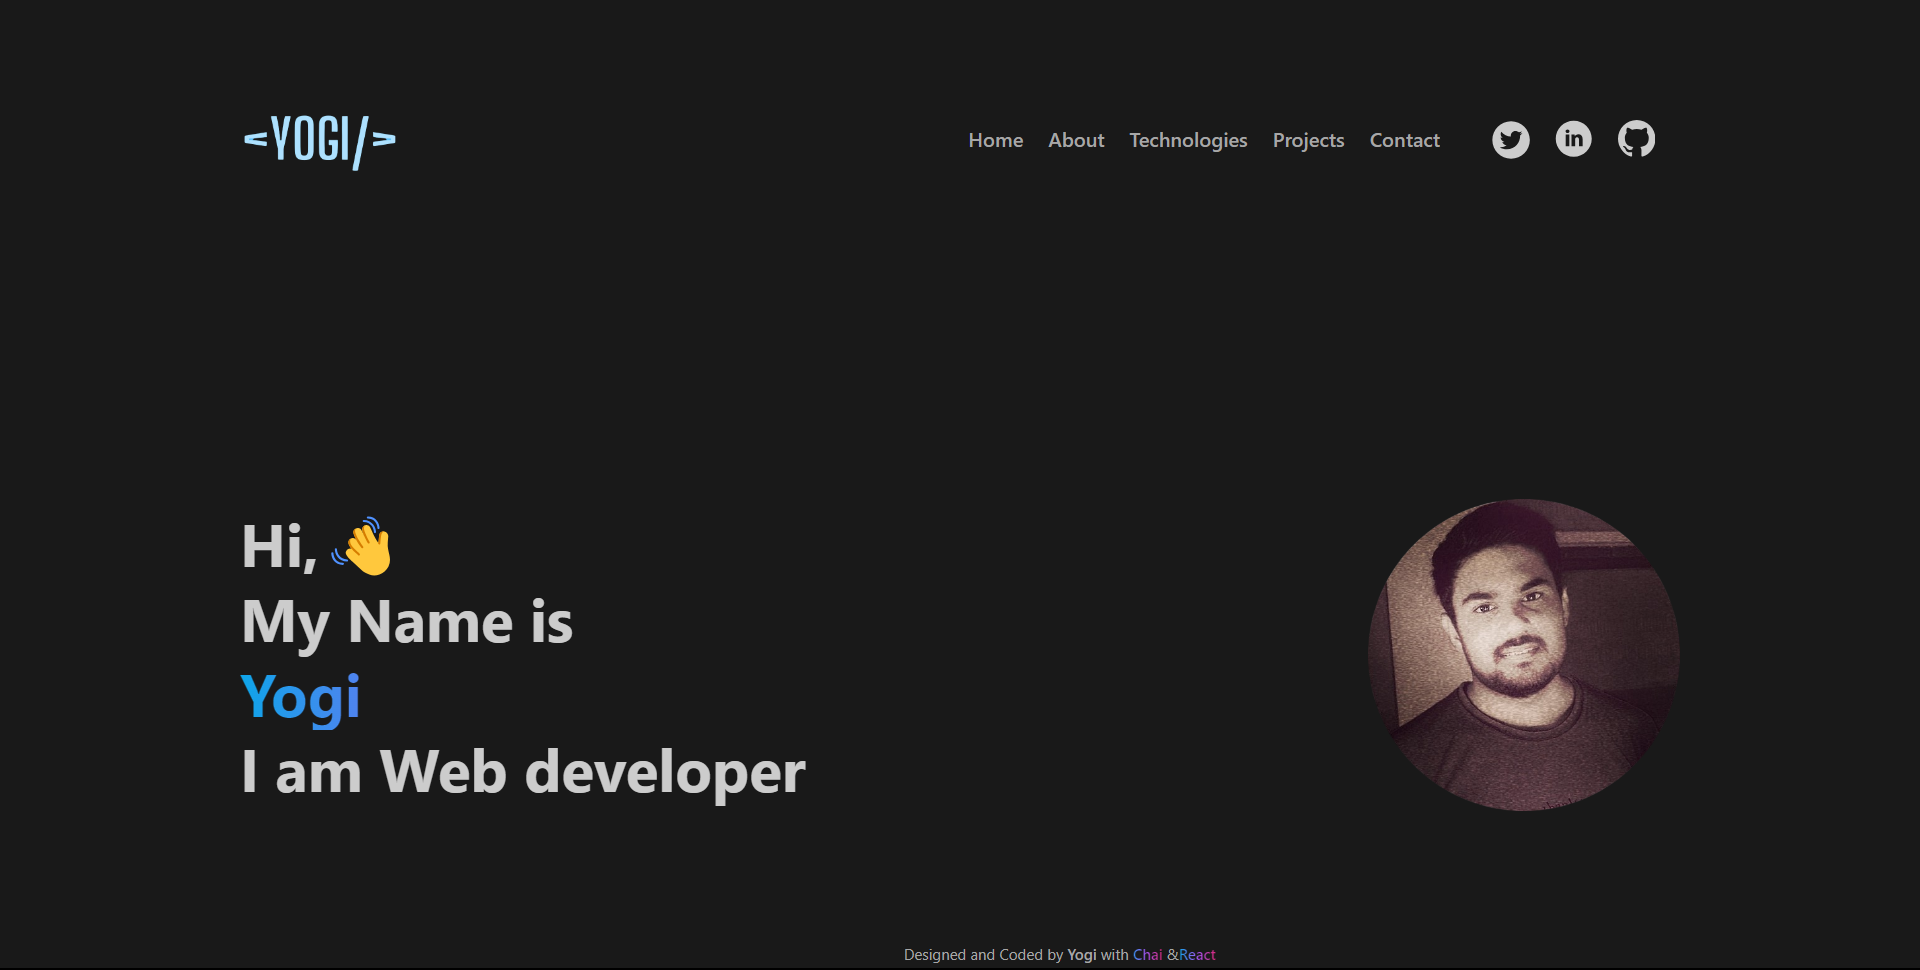 <YOGI/>
Home About Technologies Projects Contact
in
Hi, 👋
My Name is
Yogi
I am Web developer
Designed and Coded by Yogi with Chai &React